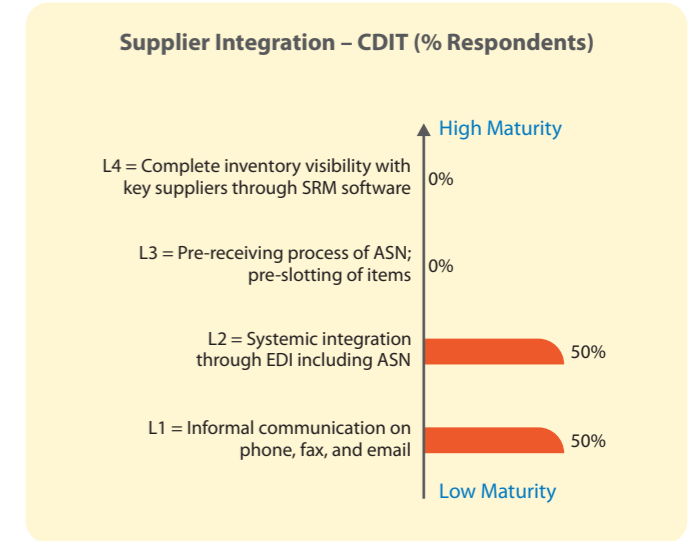 Supplier Integration – CDIT (% Respondents)
High Maturity
L4 = Complete inventory visibility with
key suppliers through SRM software
0%
L3 = Pre-receiving process of ASN;
pre-slotting of items
0%
L2 = Systemic integration
through EDI including ASN
50%
L1 = Informal communication on
phone, fax, and email
50%
Low Maturity